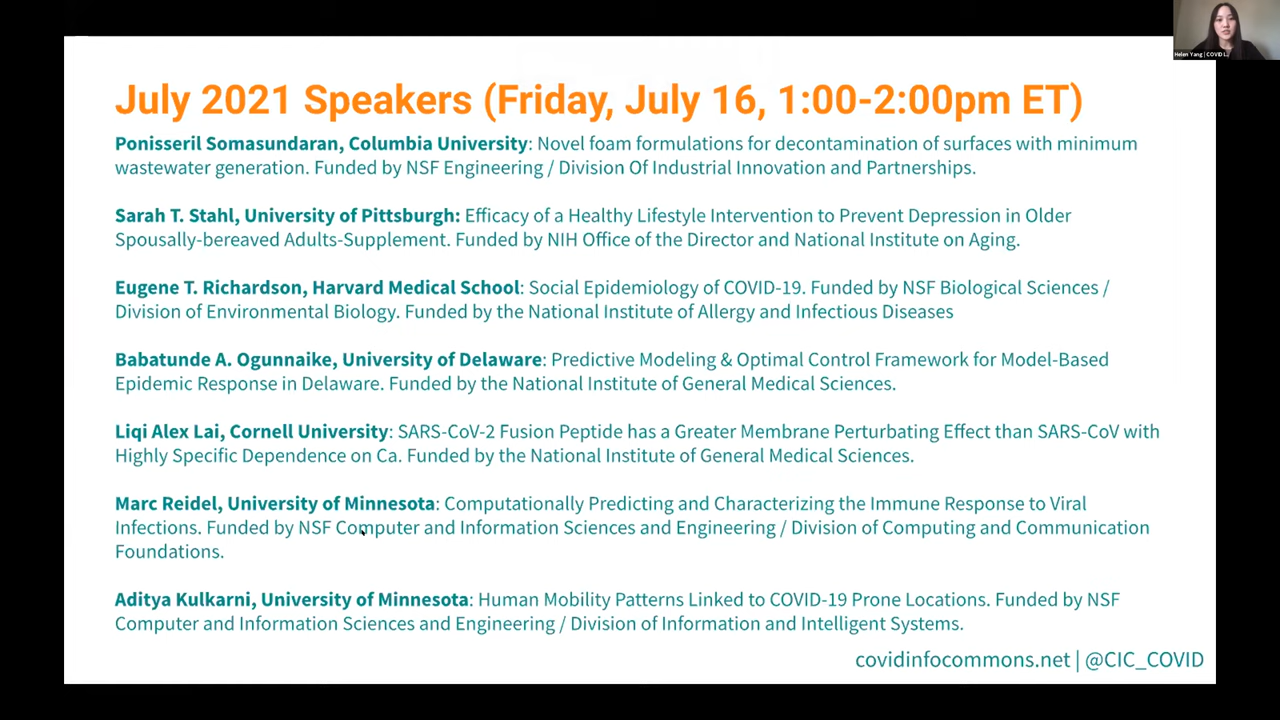 Helen Yang | COVID I...
July 2021 Speakers (Friday, July 16, 1:00-2:00pm ET)
Ponisseril Somasundaran, Columbia University: Novel foam formulations for decontamination of surfaces with minimum
wastewater generation. Funded by NSF Engineering / Division Of Industrial Innovation and Partnerships.
Sarah T. Stahl, University of Pittsburgh: Efficacy of a Healthy Lifestyle Intervention to Prevent Depression in Older
Spousally-bereaved Adults-Supplement. Funded by NIH Office of the Director and National Institute on Aging.
Eugene T. Richardson, Harvard Medical School: Social Epidemiology of COVID-19. Funded by NSF Biological Sciences /
Division of Environmental Biology. Funded by the National Institute of Allergy and Infectious Diseases
Babatunde A. Ogunnaike, University of Delaware: Predictive Modeling & Optimal Control Framework for Model-Based
Epidemic Response in Delaware. Funded by the National Institute of General Medical Sciences.
Liqi Alex Lai, Cornell University: SARS-CoV-2 Fusion Peptide has a Greater Membrane Perturbating Effect than SARS-CoV with
Highly Specific Dependence on Ca. Funded by the National Institute of General Medical Sciences.
Marc Reidel, University of Minnesota: Computationally Predicting and Characterizing the Immune Response to Viral
Infections. Funded by NSF Computer and Information Sciences and Engineering / Division of Computing and Communication
Foundations.
Aditya Kulkarni, University of Minnesota: Human Mobility Patterns Linked to COVID-19 Prone Locations. Funded by NSF
Computer and Information Sciences and Engineering / Division of Information and Intelligent Systems.
covidinfocommons.net | @CIC_COVID